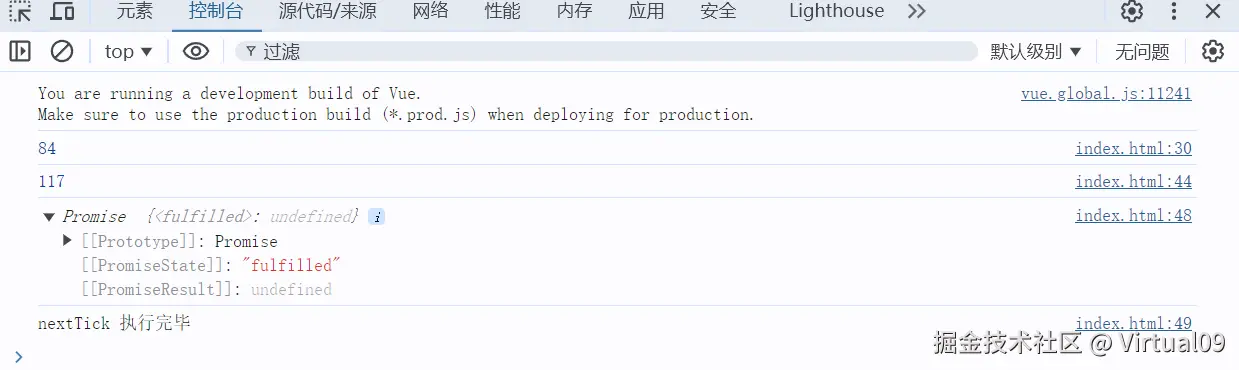 元素 控制台 源代码/来源 网络 性能 内存 应用 安全 Lighthouse
top 过滤 默认级别 无问题
You are running a development build of Vue. vue.global.js:11241
Make sure to use the production build (*.prod.js) when deploying for production.
84 index.html:30
117 index.html:44
Promise {<fulfilled>: undefined} i index.html:48
[[Prototype]]: Promise
[[PromiseState]]: "fulfilled"
[[PromiseResult]]: undefined
nextTick 执行完毕 index.html:49
掘金技术社区 @ Virtual09